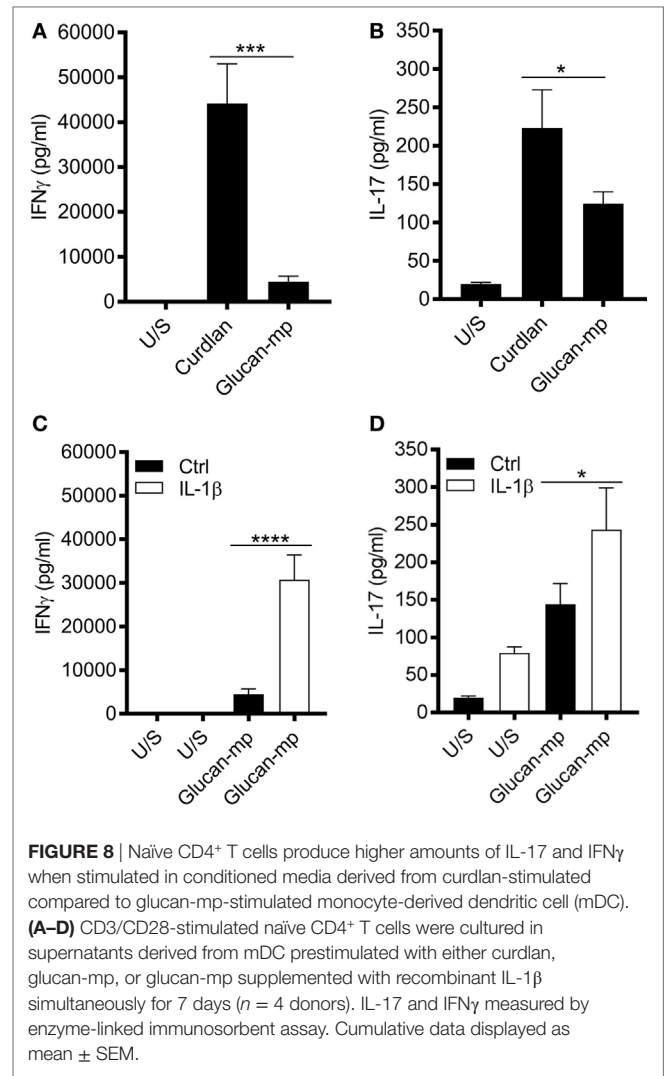 A
60000
50000
40000
30000
20000
10000
0
IFNγ (pg/ml)
***
U/S
Curdlan
Glucan-mp
B
350
300
250
200
150
100
50
0
IL-17 (pg/ml)
*
U/S
Curdlan
Glucan-mp
C
60000
50000
40000
30000
20000
10000
0
IFNγ (pg/ml)
Ctrl
IL-1β
****
U/S
U/S
Glucan-mp
Glucan-mp
D
350
300
250
200
150
100
50
0
IL-17 (pg/ml)
Ctrl
IL-1β
*
U/S
U/S
Glucan-mp
Glucan-mp
FIGURE 8 | Naïve CD4+ T cells produce higher amounts of IL-17 and IFNγ
when stimulated in conditioned media derived from curdlan-stimulated
compared to glucan-mp-stimulated monocyte-derived dendritic cell (mDC).
(A–D) CD3/CD28-stimulated naïve CD4+ T cells were cultured in
supernatants derived from mDC prestimulated with either curdlan,
glucan-mp, or glucan-mp supplemented with recombinant IL-1β
simultaneously for 7 days (n = 4 donors). IL-17 and IFNγ measured by
enzyme-linked immunosorbent assay. Cumulative data displayed as
mean ± SEM.